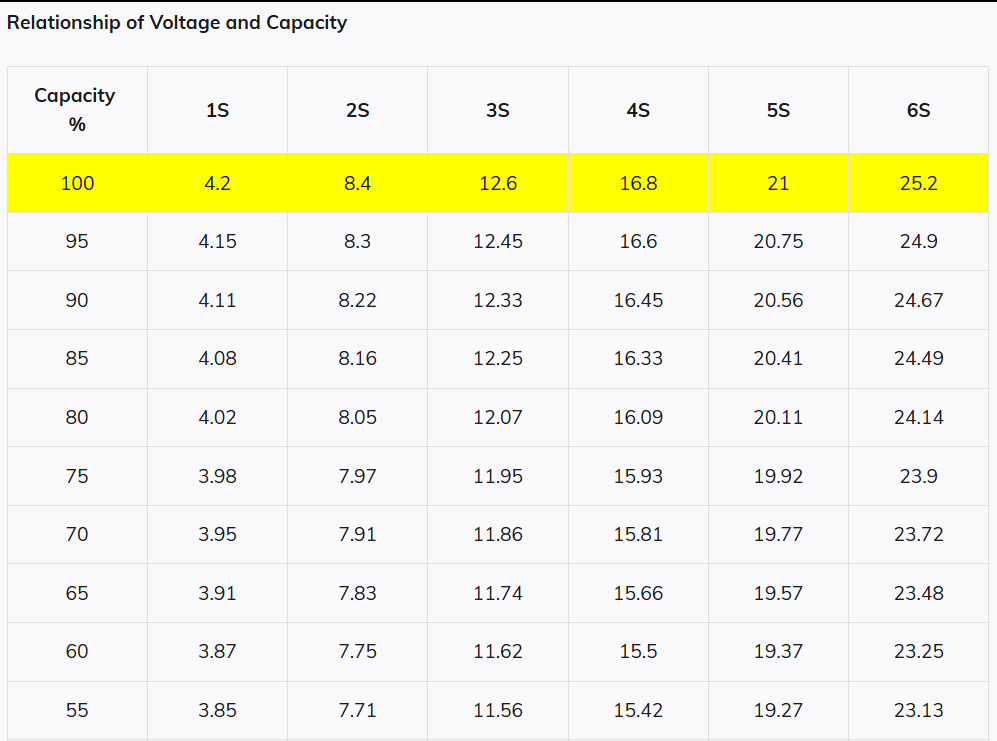 Relationship of Voltage and Capacity
Capacity % 1S 2S 3S 4S 5S 6S
100 4.2 8.4 12.6 16.8 21 25.2
95 4.15 8.3 12.45 16.6 20.75 24.9
90 4.11 8.22 12.33 16.45 20.56 24.67
85 4.08 8.16 12.25 16.33 20.41 24.49
80 4.02 8.05 12.07 16.09 20.11 24.14
75 3.98 7.97 11.95 15.93 19.92 23.9
70 3.95 7.91 11.86 15.81 19.77 23.72
65 3.91 7.83 11.74 15.66 19.57 23.48
60 3.87 7.75 11.62 15.5 19.37 23.25
55 3.85 7.71 11.56 15.42 19.27 23.13